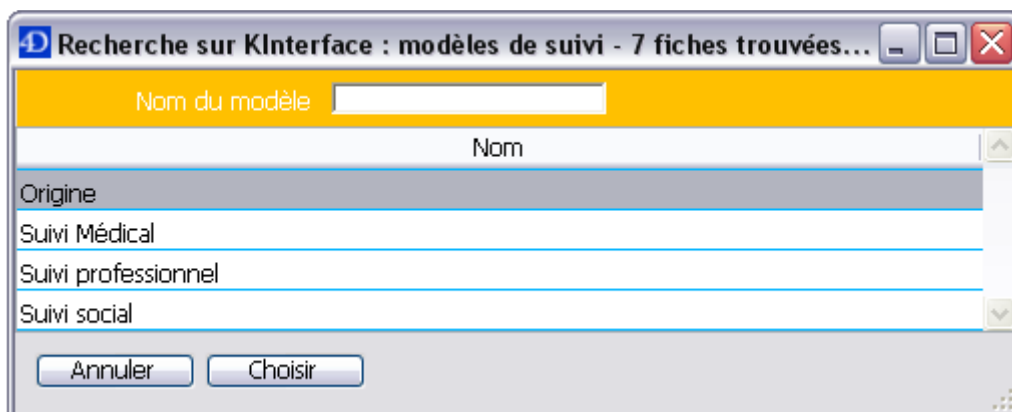 4D Recherche sur KInterface : modèles de suivi - 7 fiches trouvées...
Nom du modèle
Nom
Origine
Suivi Médical
Suivi professionnel
Suivi social
Annuler Choisir